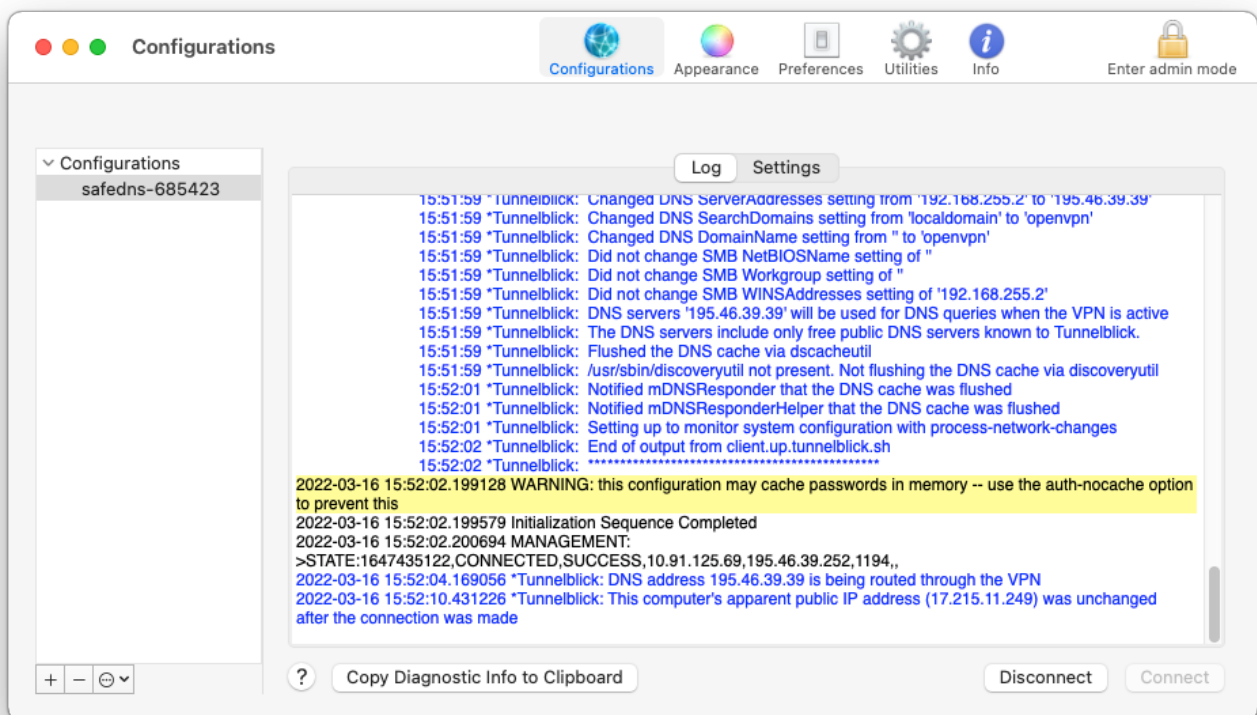 Configurations
Configurations
Appearance
Preferences
Utilities
Info
Enter admin mode
Configurations
safedns-685423
Log
Settings
15:51:59 *Tunnelblick: Changed DNS ServerAddresses setting from '192.168.255.2' to '195.46.39.39'
15:51:59 *Tunnelblick: Changed DNS SearchDomains setting from 'localdomain' to 'openvpn'
15:51:59 *Tunnelblick: Changed DNS DomainName setting from '' to 'openvpn'
15:51:59 *Tunnelblick: Did not change SMB NetBIOSName setting of ''
15:51:59 *Tunnelblick: Did not change SMB Workgroup setting of ''
15:51:59 *Tunnelblick: Did not change SMB WINSAddresses setting of '192.168.255.2'
15:51:59 *Tunnelblick: DNS servers '195.46.39.39' will be used for DNS queries when the VPN is active
15:51:59 *Tunnelblick: The DNS servers include only free public DNS servers known to Tunnelblick.
15:51:59 *Tunnelblick: Flushed the DNS cache via dscacheutil
15:51:59 *Tunnelblick: /usr/sbin/discoveryutil not present. Not flushing the DNS cache via discoveryutil
15:52:01 *Tunnelblick: Notified mDNSResponder that the DNS cache was flushed
15:52:01 *Tunnelblick: Notified mDNSResponderHelper that the DNS cache was flushed
15:52:01 *Tunnelblick: Setting up to monitor system configuration with process-network-changes
15:52:02 *Tunnelblick: End of output from client.up.tunnelblick.sh
15:52:02 *Tunnelblick: **********************************************
2022-03-16 15:52:02.199128 WARNING: this configuration may cache passwords in memory -- use the auth-nocache option
to prevent this
2022-03-16 15:52:02.199579 Initialization Sequence Completed
2022-03-16 15:52:02.200694 MANAGEMENT:
>STATE:1647435122,CONNECTED,SUCCESS,10.91.125.69,195.46.39.252,1194,,
2022-03-16 15:52:04.169056 *Tunnelblick: DNS address 195.46.39.39 is being routed through the VPN
2022-03-16 15:52:10.431226 *Tunnelblick: This computer's apparent public IP address (17.215.11.249) was unchanged
after the connection was made
?
Copy Diagnostic Info to Clipboard
Disconnect
Connect